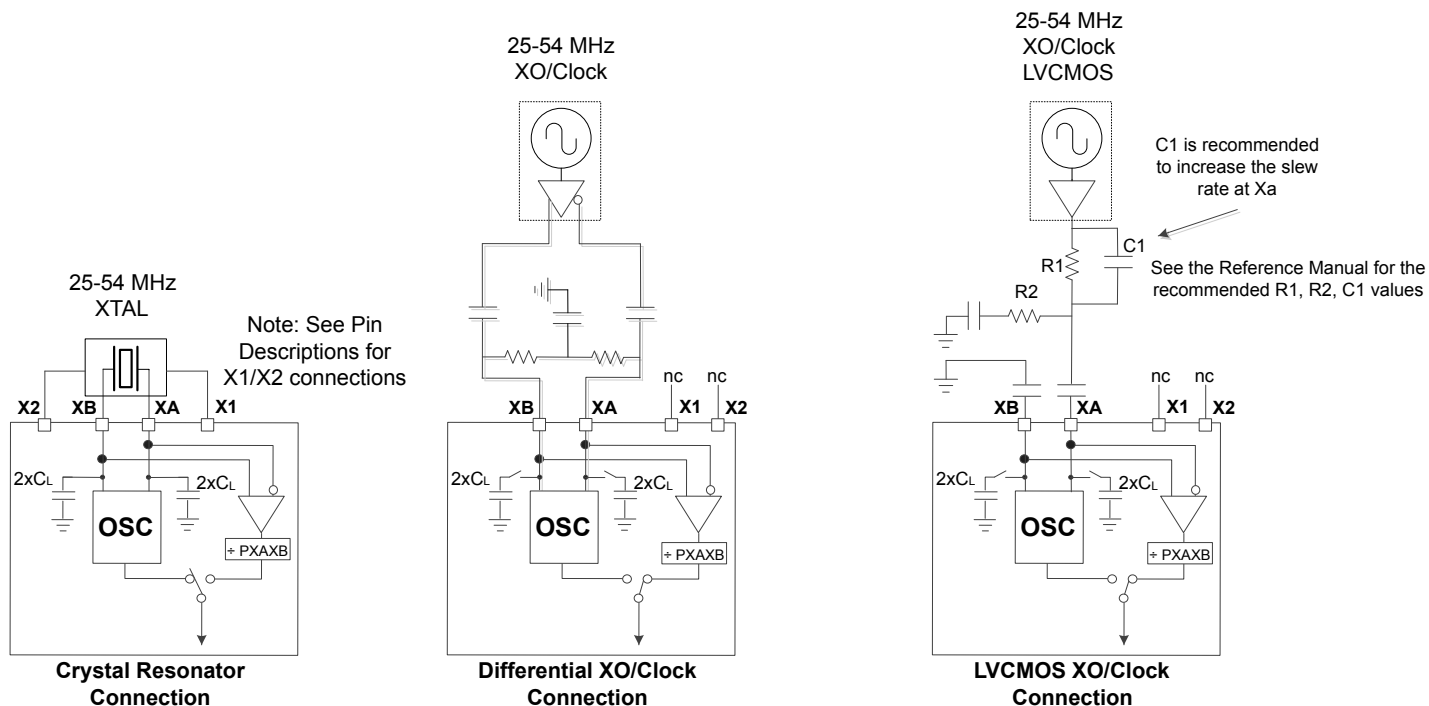 25-54 MHz
XTAL
Note: See Pin
Descriptions for
X1/X2 connections
X2
XB
XA
X1
2xCL
2xCL
OSC
÷ PXAXB
Crystal Resonator
Connection
25-54 MHz
XO/Clock
nc
nc
XB
XA
X1
X2
2xCL
2xCL
OSC
÷ PXAXB
Differential XO/Clock
Connection
25-54 MHz
XO/Clock
LVCMOS
C1 is recommended
to increase the slew
rate at Xa
C1
R1
See the Reference Manual for the
recommended R1, R2, C1 values
R2
nc
nc
XB
XA
X1
X2
2xCL
2xCL
OSC
÷ PXAXB
LVCMOS XO/Clock
Connection